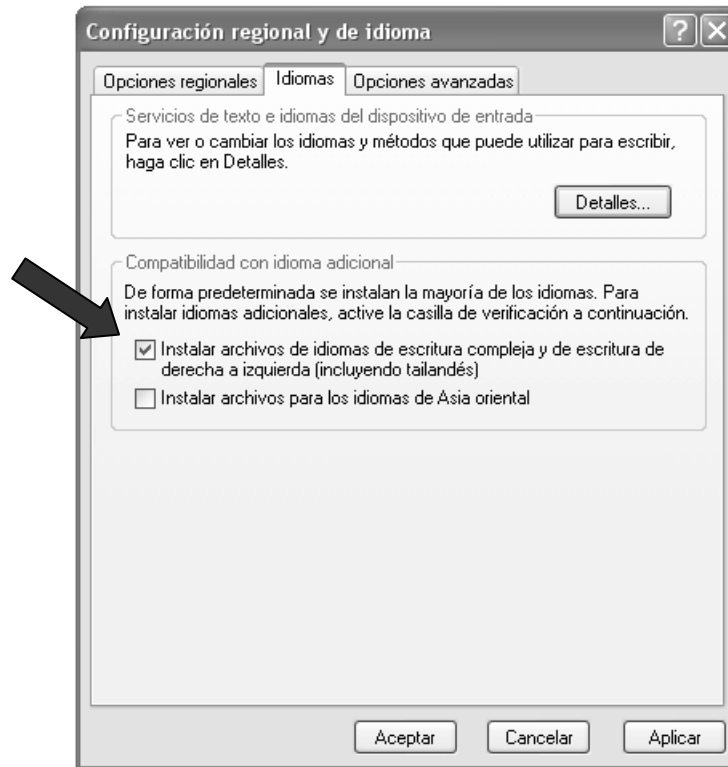 Configuración regional y de idioma
Opciones regionales Idiomas Opciones avanzadas
Servicios de texto e idiomas del dispositivo de entrada
Para ver o cambiar los idiomas y métodos que puede utilizar para escribir,
haga clic en Detalles.
Detalles...
Compatibilidad con idioma adicional
De forma predeterminada se instalan la mayoría de los idiomas. Para
instalar idiomas adicionales, active la casilla de verificación a continuación.
Instalar archivos de idiomas de escritura compleja y de escritura de
derecha a izquierda (incluyendo tailandés)
Instalar archivos para los idiomas de Asia oriental
Aceptar Cancelar Aplicar